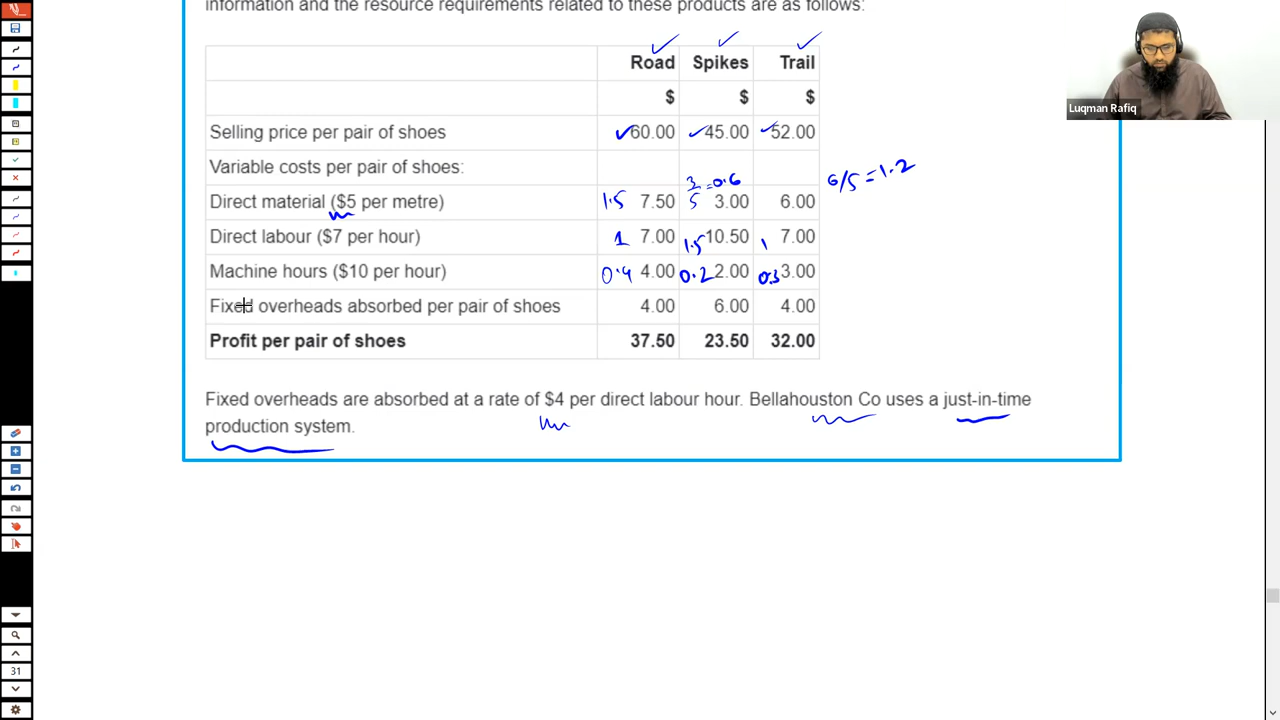 information and the resource requirements related to these products are as follows:
Luqman Rafiq
Road Spikes Trail
$ $ $
Selling price per pair of shoes 60.00 45.00 52.00
Variable costs per pair of shoes:
6/5 = 1.2
3/5 = 0.6
Direct material ($5 per metre) 1.5 7.50 3.00 6.00
Direct labour ($7 per hour) 1 7.00 1.5 10.50 1 7.00
Machine hours ($10 per hour) 0.4 4.00 0.2 2.00 0.3 3.00
Fixed overheads absorbed per pair of shoes 4.00 6.00 4.00
Profit per pair of shoes 37.50 23.50 32.00
Fixed overheads are absorbed at a rate of $4 per direct labour hour. Bellahouston Co uses a just-in-time
production system.
31